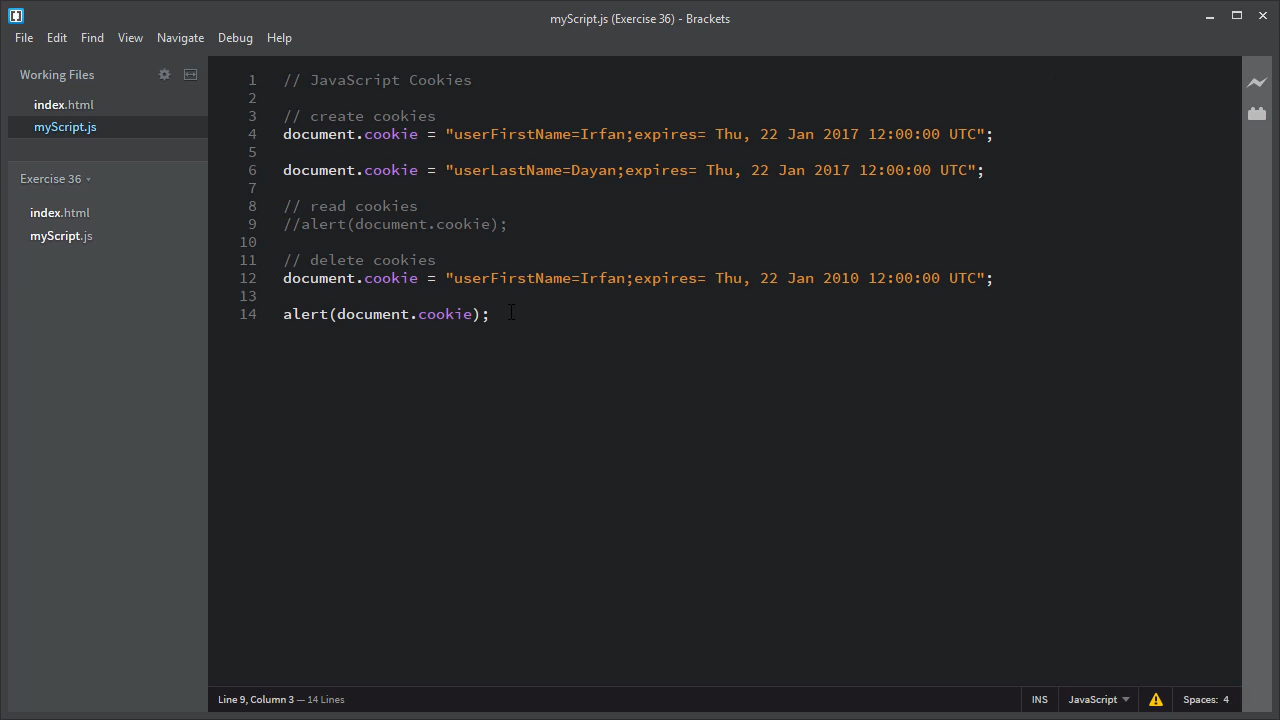 myScript.js (Exercise 36) - Brackets
File Edit Find View Navigate Debug Help
Working Files
index.html
myScript.js
Exercise 36
index.html
myScript.js
1 // JavaScript Cookies
2
3 // create cookies
4 document.cookie = "userFirstName=Irfan;expires= Thu, 22 Jan 2017 12:00:00 UTC";
5
6 document.cookie = "userLastName=Dayan;expires= Thu, 22 Jan 2017 12:00:00 UTC";
7
8 // read cookies
9 //alert(document.cookie);
10
11 // delete cookies
12 document.cookie = "userFirstName=Irfan;expires= Thu, 22 Jan 2010 12:00:00 UTC";
13
14 alert(document.cookie);
Line 9, Column 3 — 14 Lines INS JavaScript Spaces: 4